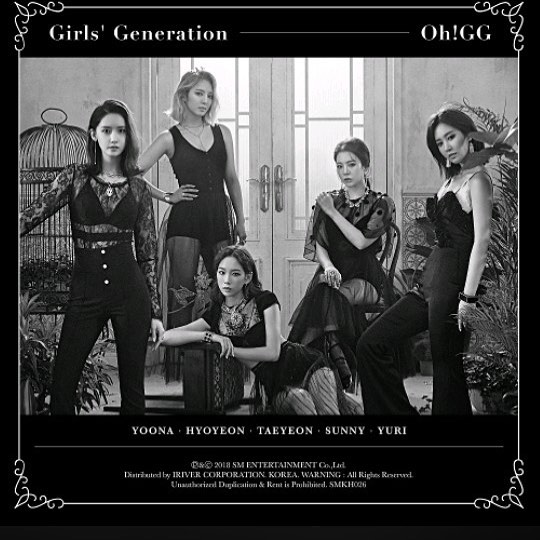 Girls' Generation Oh!GG
YOONA · HYOYEON · TAEYEON · SUNNY · YURI
℗&© 2018 SM ENTERTAINMENT Co.,Ltd.
Distributed by IRIVER CORPORATION. KOREA. WARNING : All Rights Reserved.
Unauthorized Duplication & Rent is Prohibited. SMKH026